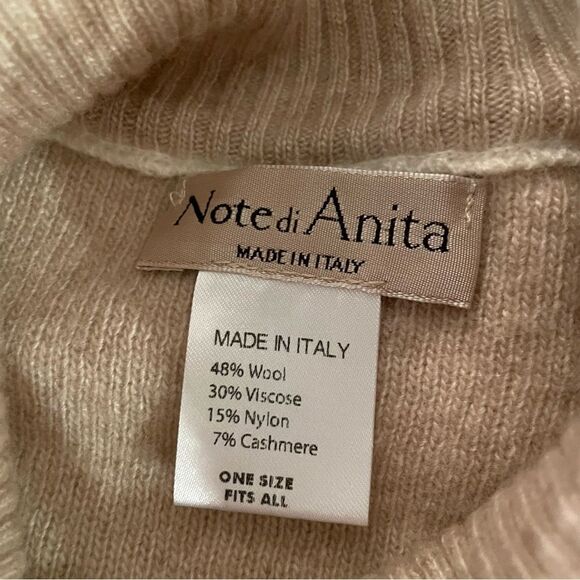 Note di Anita
MADE IN ITALY
MADE IN ITALY
48% Wool
30% Viscose
15% Nylon
7% Cashmere
ONE SIZE
FITS ALL